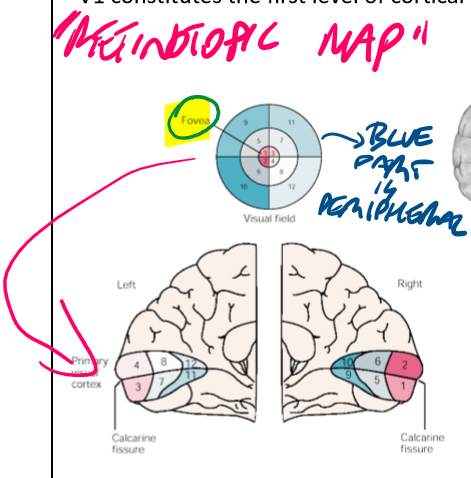 V1 constitutes the first level of cortical
"RETINOTOPIC MAP"
Fovea
9 11
5 7
1 3
2 4
6 8
10 12
Visual field
BLUE
PART
is
PERIPHERAL
Left
Right
Primary
visual
cortex
4 8 12
3 7 11
10 6 2
9 5 1
Calcarine
fissure
Calcarine
fissure